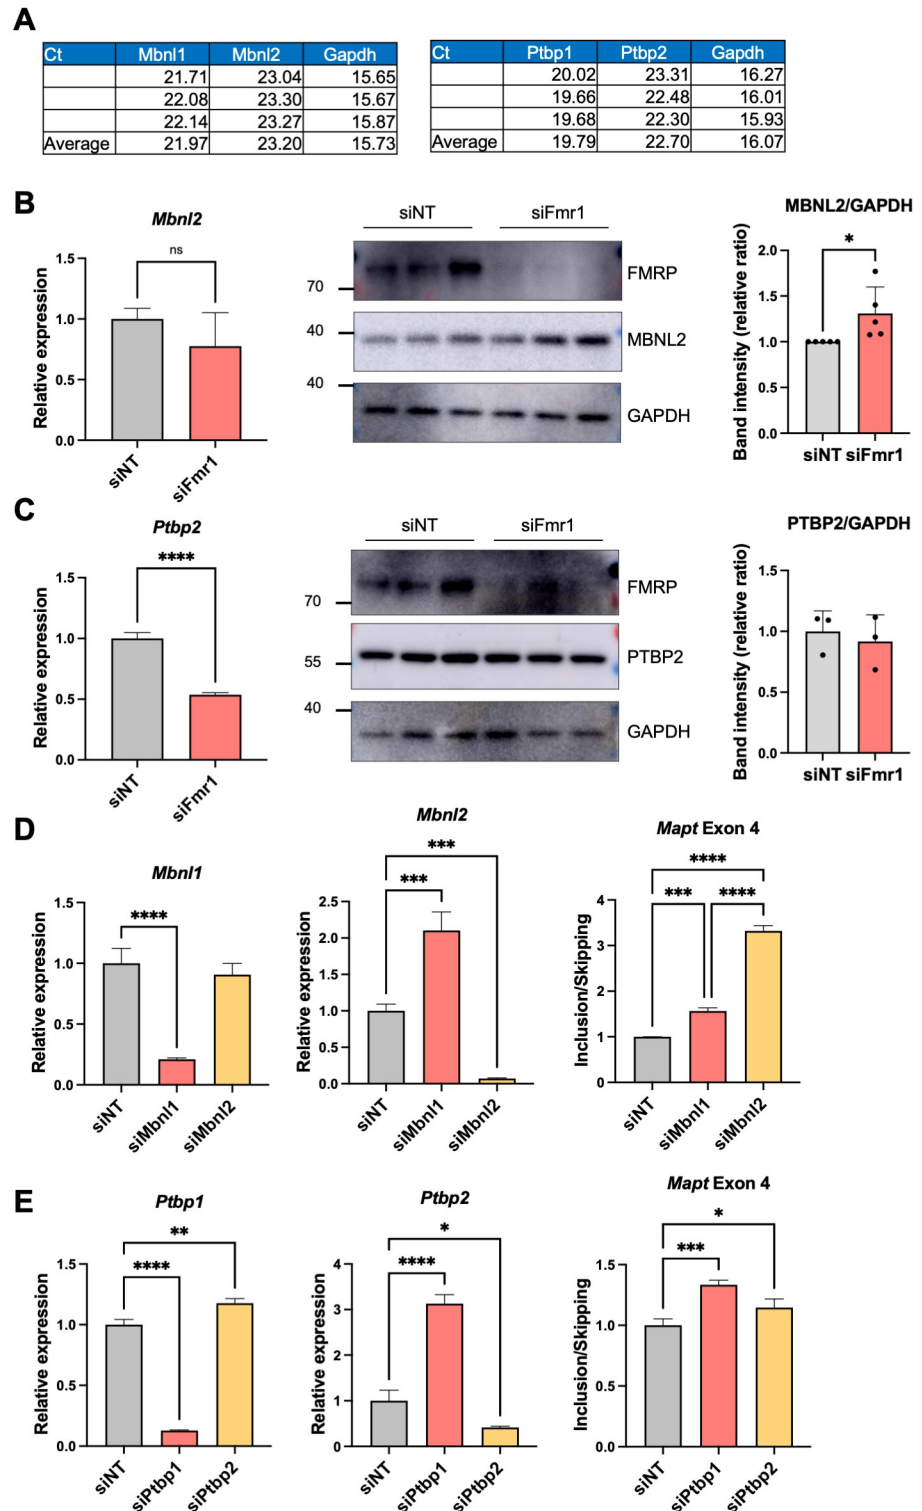 A
Ct Mbnl1 Mbnl2 Gapdh
21.71 23.04 15.65
22.08 23.30 15.67
22.14 23.27 15.87
Average 21.97 23.20 15.73
Ct Ptbp1 Ptbp2 Gapdh
20.02 23.31 16.27
19.66 22.48 16.01
19.68 22.30 15.93
Average 19.79 22.70 16.07
B
Mbnl2
ns
Relative expression
1.5
1.0
0.5
0.0
siNT
siFmr1
siNT siFmr1
70
40
40
FMRP
MBNL2
GAPDH
MBNL2/GAPDH
*
Band intensity (relative ratio)
2.0
1.5
1.0
0.5
0.0
siNT siFmr1
C
Ptbp2
****
Relative expression
1.5
1.0
0.5
0.0
siNT
siFmr1
siNT siFmr1
70
55
40
FMRP
PTBP2
GAPDH
PTBP2/GAPDH
Band intensity (relative ratio)
1.5
1.0
0.5
0.0
siNT siFmr1
D
Mbnl1
****
Relative expression
1.5
1.0
0.5
0.0
siNT
siMbnl1
siMbnl2
Mbnl2
***
***
Relative expression
2.5
2.0
1.5
1.0
0.5
0.0
siNT
siMbnl1
siMbnl2
Mapt Exon 4
****
*** ****
Inclusion/Skipping
4
3
2
1
0
siNT
siMbnl1
siMbnl2
E
Ptbp1
**
****
Relative expression
1.5
1.0
0.5
0.0
siNT
siPtbp1
siPtbp2
Ptbp2
*
****
Relative expression
4
3
2
1
0
siNT
siPtbp1
siPtbp2
Mapt Exon 4
*
***
Inclusion/Skipping
1.5
1.0
0.5
0.0
siNT
siPtbp1
siPtbp2